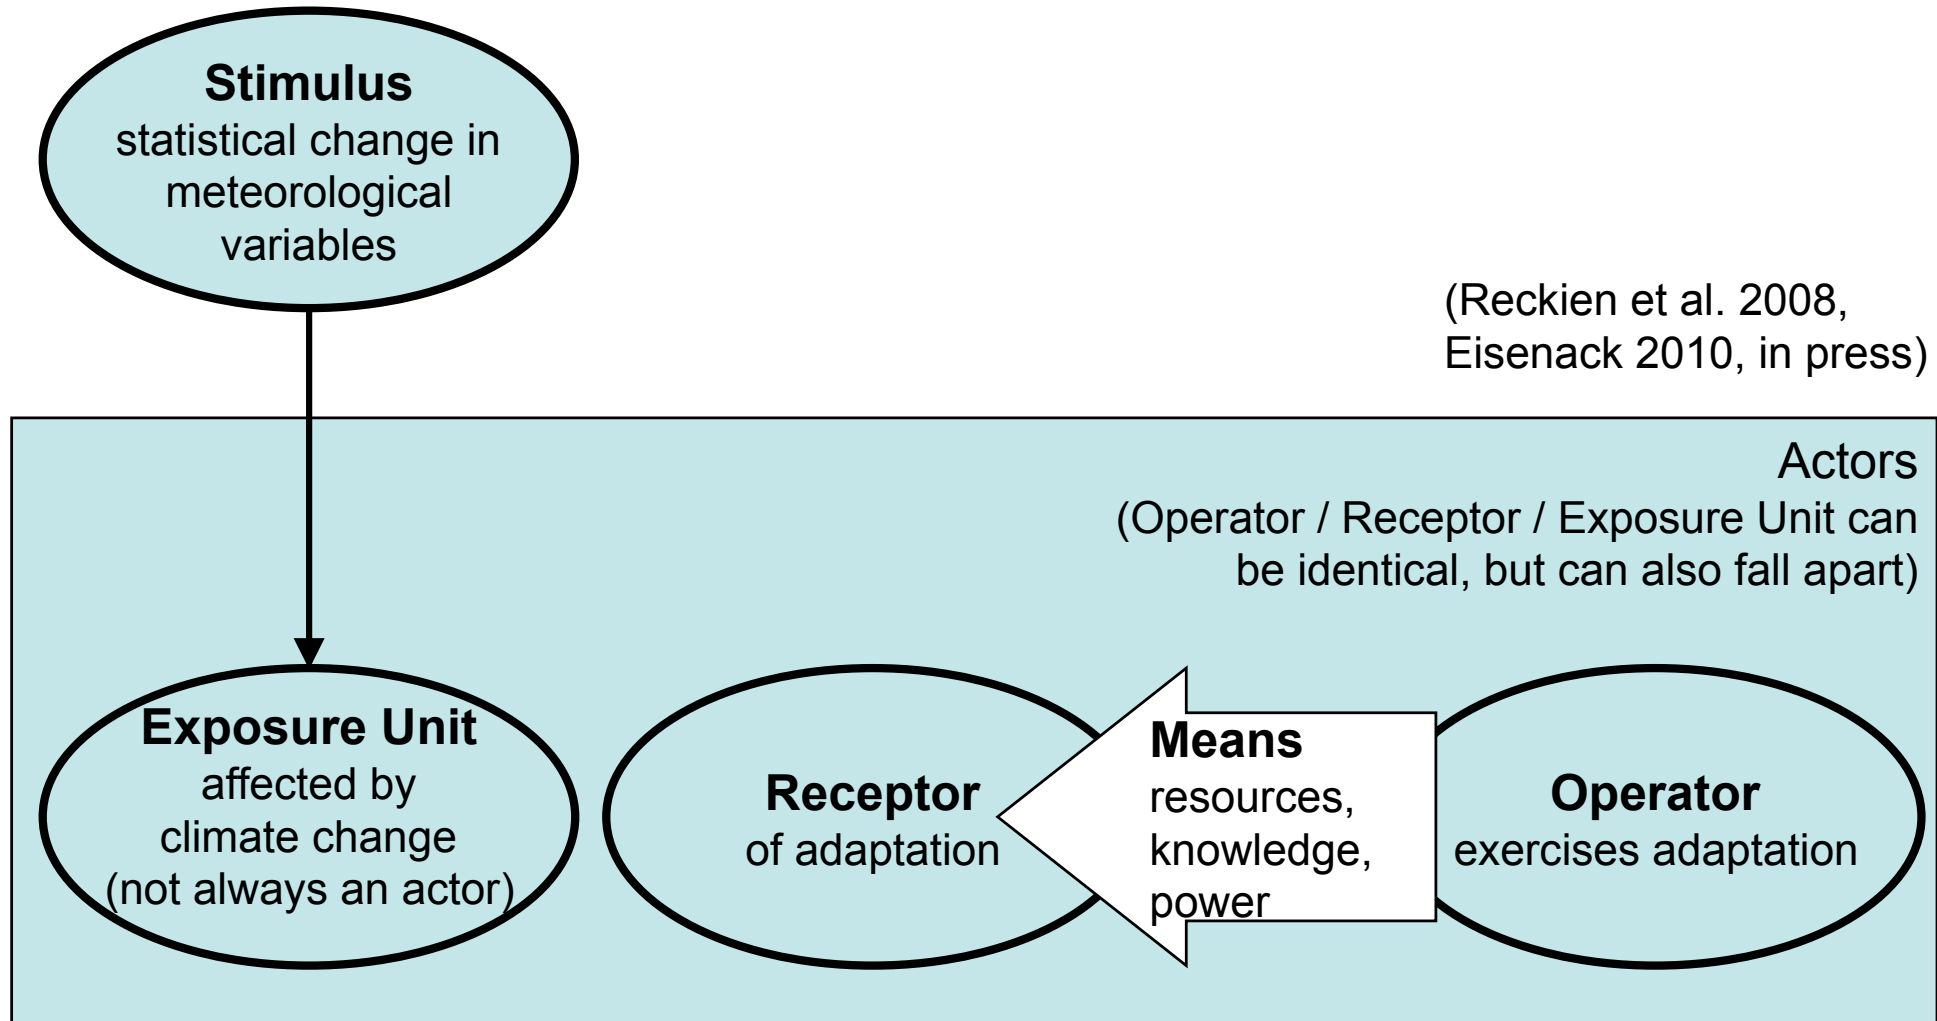 Stimulus
statistical change in
meteorological
variables
(Reckien et al. 2008,
Eisenack 2010, in press)
Actors
(Operator / Receptor / Exposure Unit can
be identical, but can also fall apart)
Exposure Unit
affected by
climate change
(not always an actor)
Receptor
of adaptation
Means
resources,
knowledge,
power
Operator
exercises adaptation